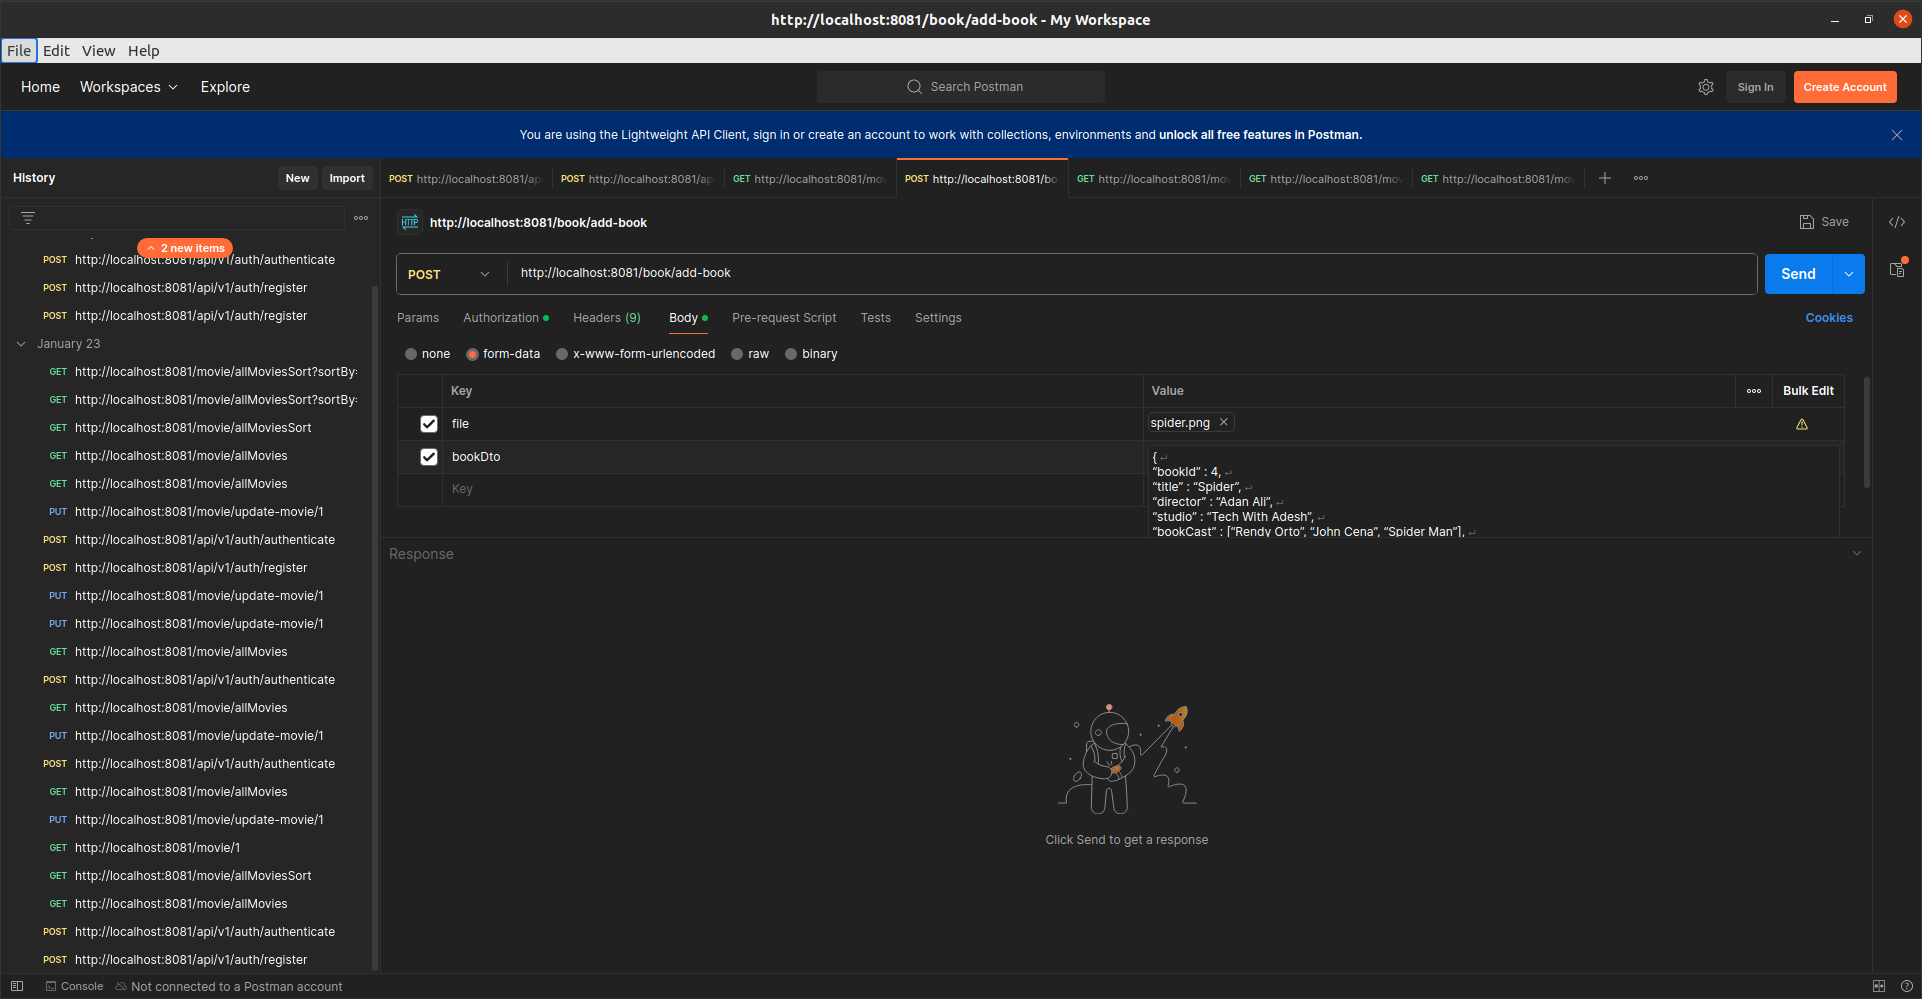 http://localhost:8081/book/add-book - My Workspace
File Edit View Help
Home Workspaces Explore
Search Postman
Sign In
Create Account
You are using the Lightweight API Client, sign in or create an account to work with collections, environments and unlock all free features in Postman.
History
New
Import
POST http://localhost:8081/ap
POST http://localhost:8081/ap
GET http://localhost:8081/mov
POST http://localhost:8081/bo
GET http://localhost:8081/mov
GET http://localhost:8081/mo
GET http://localhost:8081/mov
2 new items
POST http://localhost:8081/api/v1/auth/authenticate
POST http://localhost:8081/api/v1/auth/register
POST http://localhost:8081/api/v1/auth/register
January 23
GET http://localhost:8081/movie/allMoviesSort?sortBy:
GET http://localhost:8081/movie/allMoviesSort?sortBy:
GET http://localhost:8081/movie/allMoviesSort
GET http://localhost:8081/movie/allMovies
GET http://localhost:8081/movie/allMovies
PUT http://localhost:8081/movie/update-movie/1
POST http://localhost:8081/api/v1/auth/authenticate
POST http://localhost:8081/api/v1/auth/register
PUT http://localhost:8081/movie/update-movie/1
PUT http://localhost:8081/movie/update-movie/1
GET http://localhost:8081/movie/allMovies
POST http://localhost:8081/api/v1/auth/authenticate
GET http://localhost:8081/movie/allMovies
PUT http://localhost:8081/movie/update-movie/1
POST http://localhost:8081/api/v1/auth/authenticate
GET http://localhost:8081/movie/allMovies
PUT http://localhost:8081/movie/update-movie/1
GET http://localhost:8081/movie/1
GET http://localhost:8081/movie/allMoviesSort
GET http://localhost:8081/movie/allMovies
POST http://localhost:8081/api/v1/auth/authenticate
POST http://localhost:8081/api/v1/auth/register
HTTP http://localhost:8081/book/add-book
Save
POST http://localhost:8081/book/add-book
Send
Params Authorization Headers (9) Body Pre-request Script Tests Settings
Cookies
none form-data x-www-form-urlencoded raw binary
Key Value Bulk Edit
file spider.png
bookDto
{
“bookId” : 4,
“title” : “Spider”,
“director” : “Adan Ali”,
“studio” : “Tech With Adesh”,
“bookCast” : [“Rendy Orto”, “John Cena”, “Spider Man”],
Key
Response
Click Send to get a response
Console Not connected to a Postman account